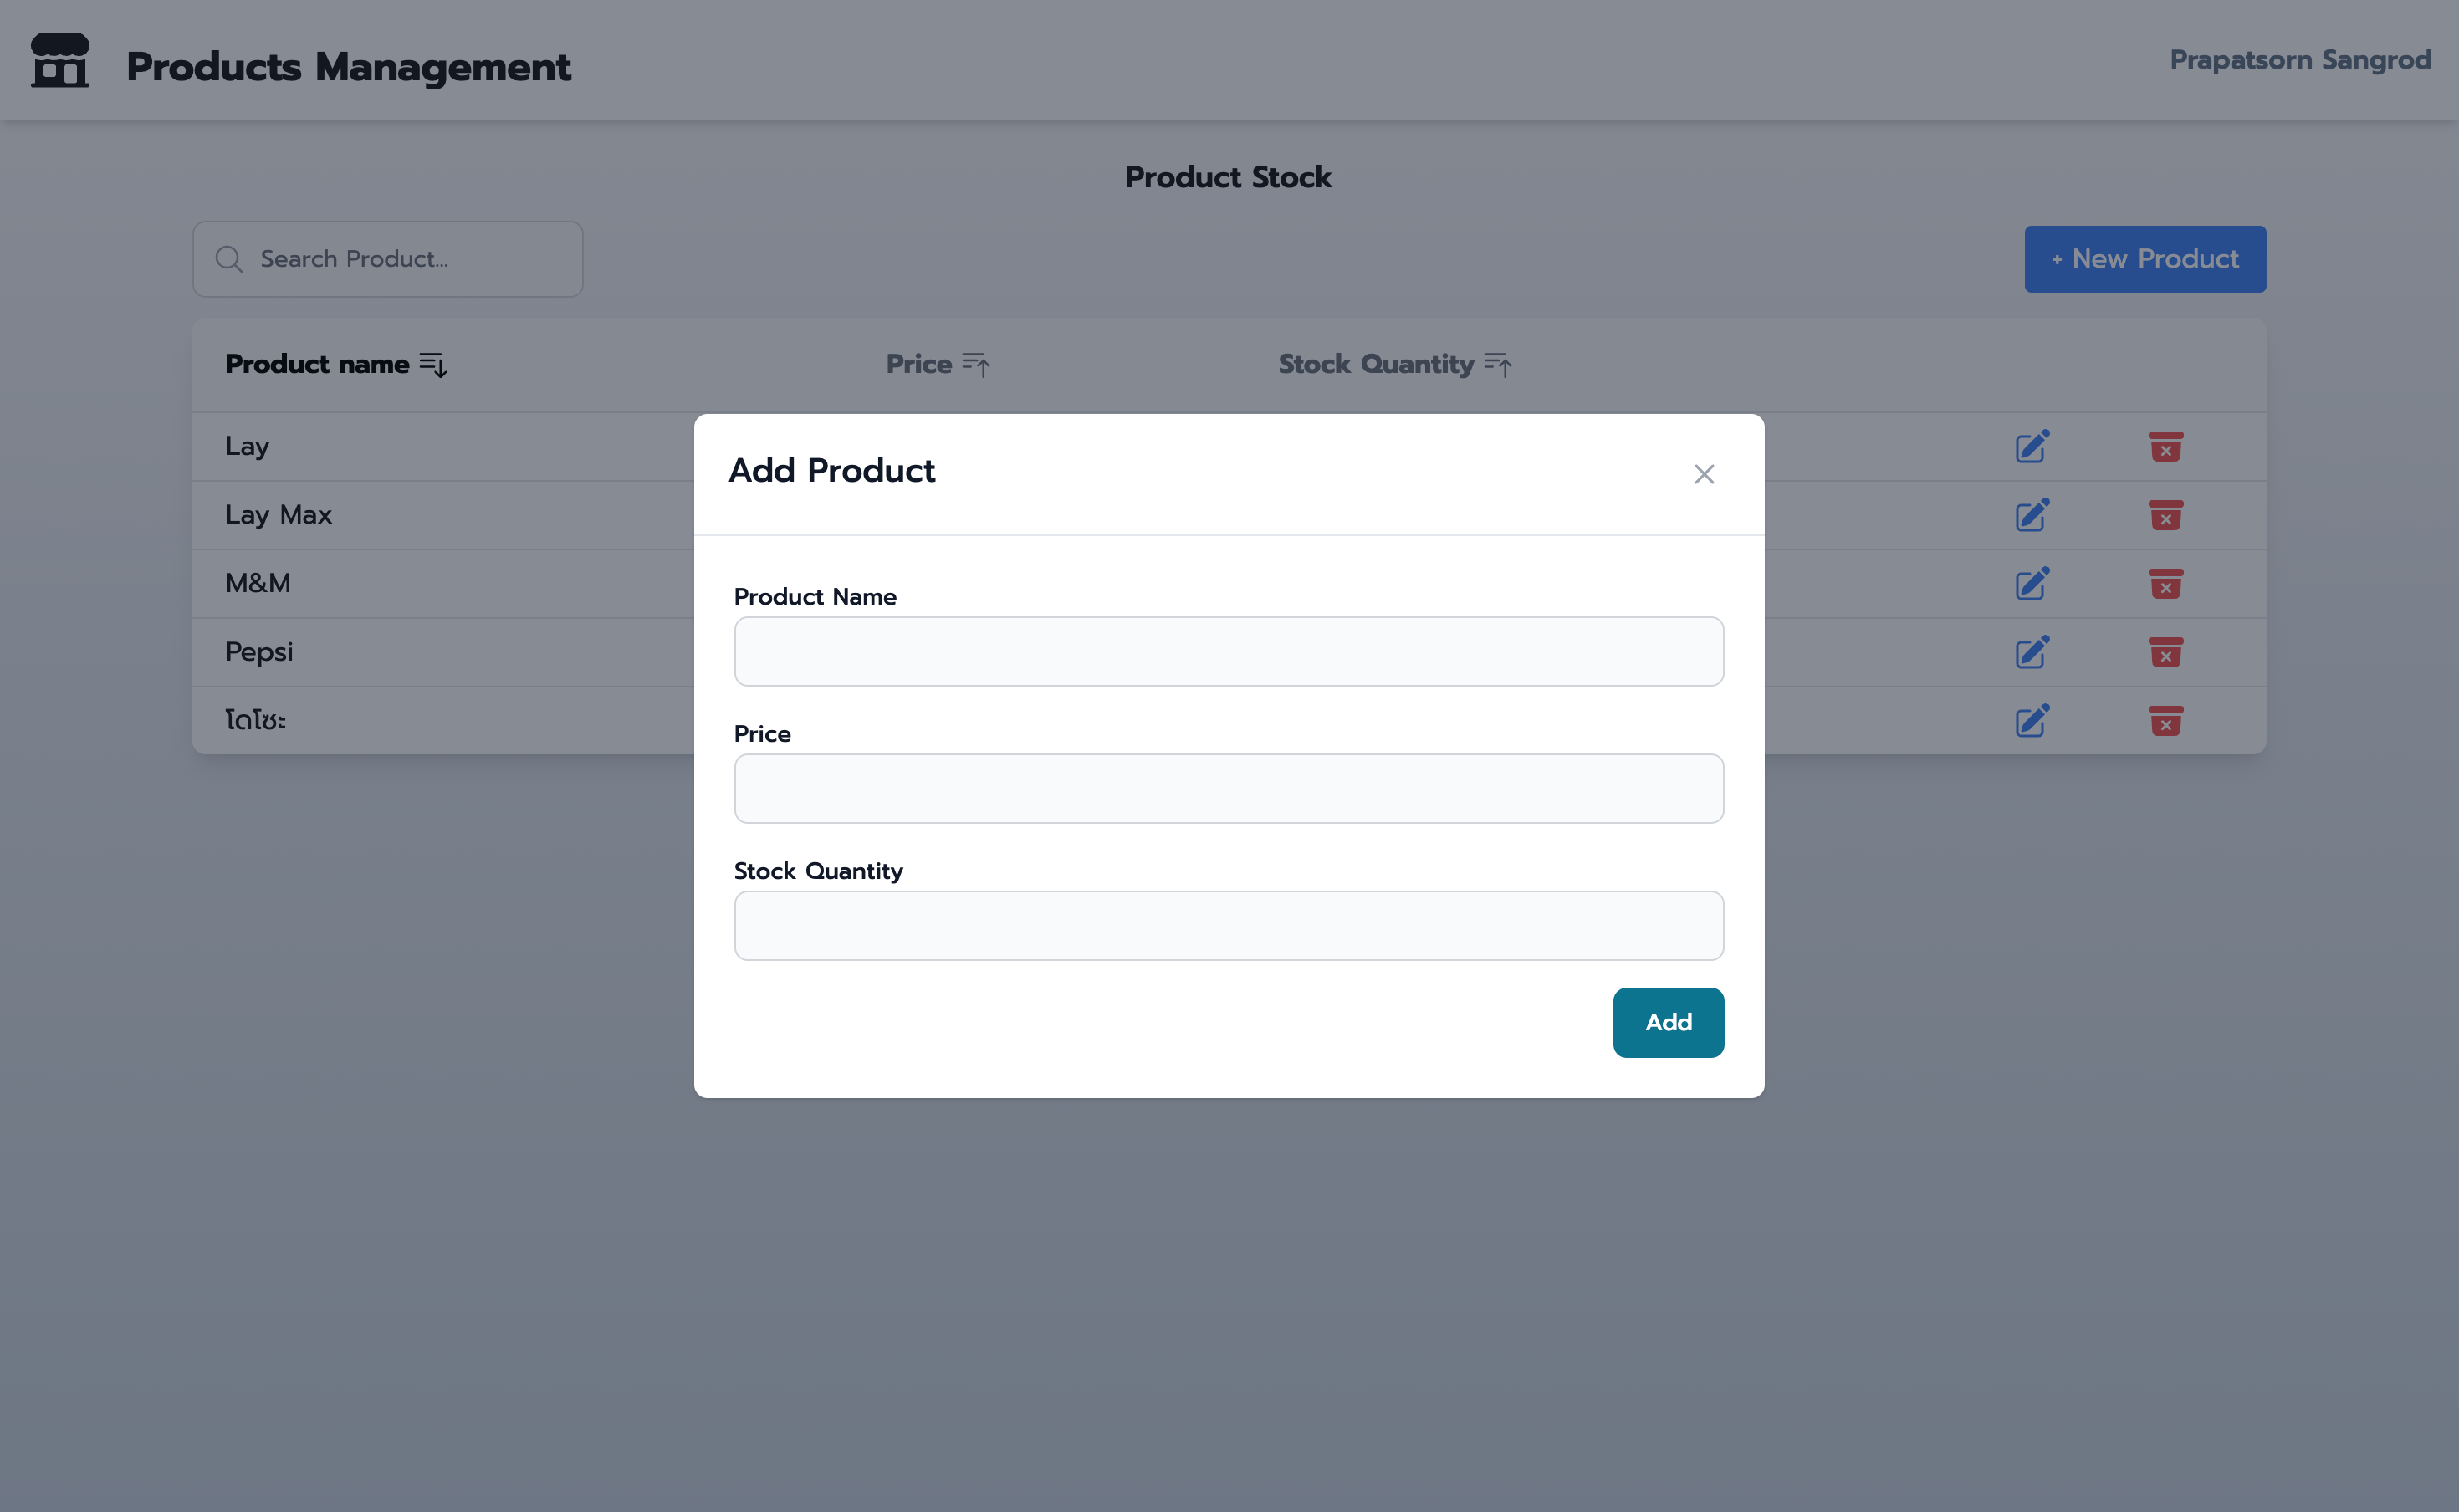 Products Management
Prapatsorn Sangrod
Product Stock
Search Product...
+ New Product
Product name Price Stock Quantity
Lay
Lay Max
M&M
Pepsi
โดโซะ
Add Product
Product Name
Price
Stock Quantity
Add